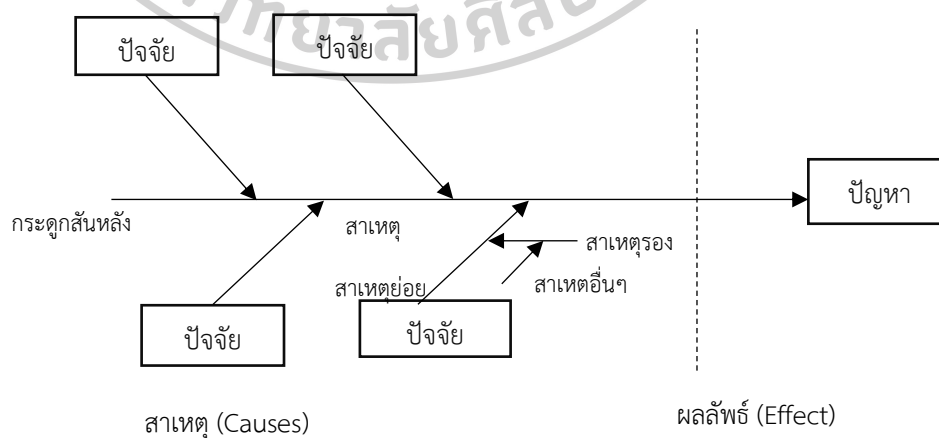 ปัจจัย
ปัจจัย
กระดูกสันหลัง
สาเหตุ
ปัญหา
สาเหตุรอง
สาเหตุย่อย
สาเหตอื่นๆ
ปัจจัย
ปัจจัย
สาเหตุ (Causes)
ผลลัพธ์ (Effect)